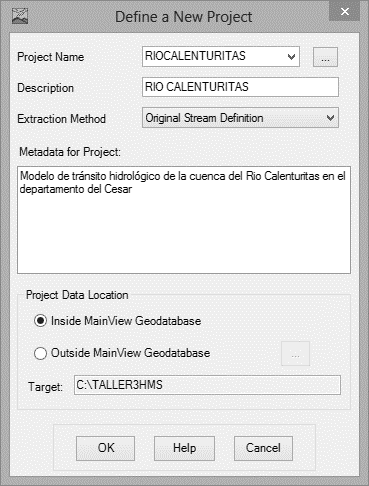 Define a New Project
Project Name RIOCALENTURITAS ...
Description RIO CALENTURITAS
Extraction Method Original Stream Definition
Metadata for Project:
Modelo de tránsito hidrológico de la cuenca del Rio Calenturitas en el
departamento del Cesar
Project Data Location
Inside MainView Geodatabase
Outside MainView Geodatabase ...
Target: C:\TALLER3HMS
OK Help Cancel